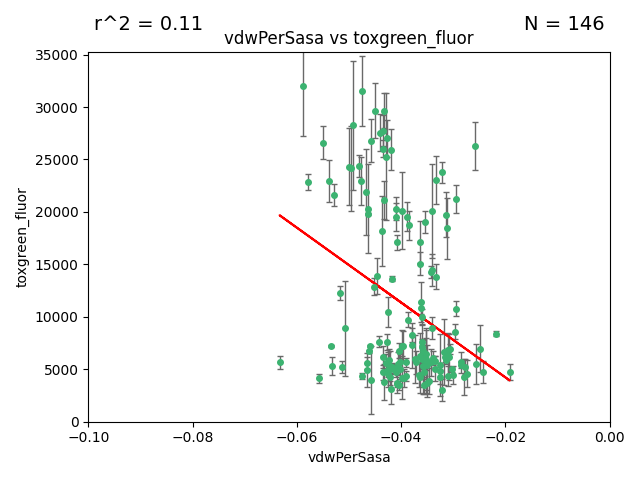 r^2 = 0.11
N = 146
vdwPerSasa vs toxgreen_fluor
35000
30000
25000
20000
15000
10000
5000
0
toxgreen_fluor
−0.10
−0.08
−0.06
−0.04
−0.02
0.00
vdwPerSasa